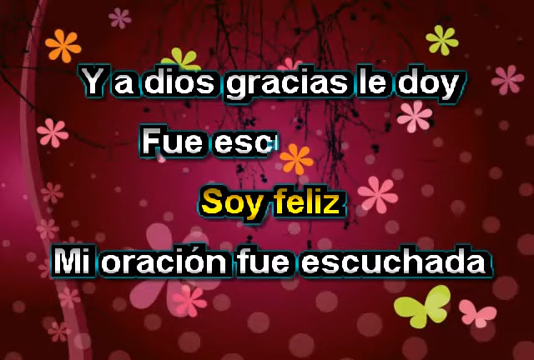 Y a dios gracias le doy
Fue esc
Soy feliz
Mi oración fue escuchada